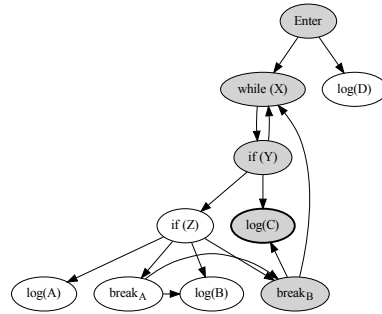 Enter
while (X)
log(D)
if (Y)
if (Z)
log(C)
log(A)
break_A
log(B)
break_B